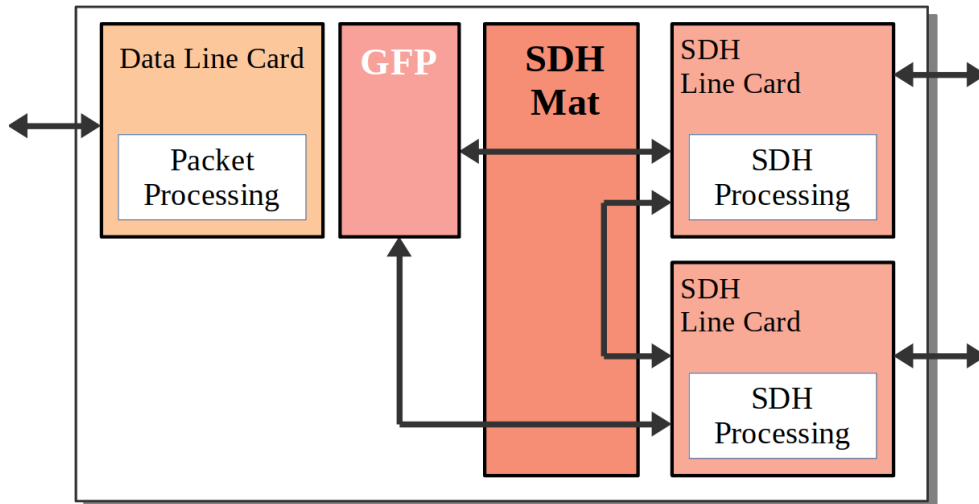 Data Line Card
Packet
Processing
GFP
SDH
Mat
SDH
Line Card
SDH
Processing
SDH
Line Card
SDH
Processing